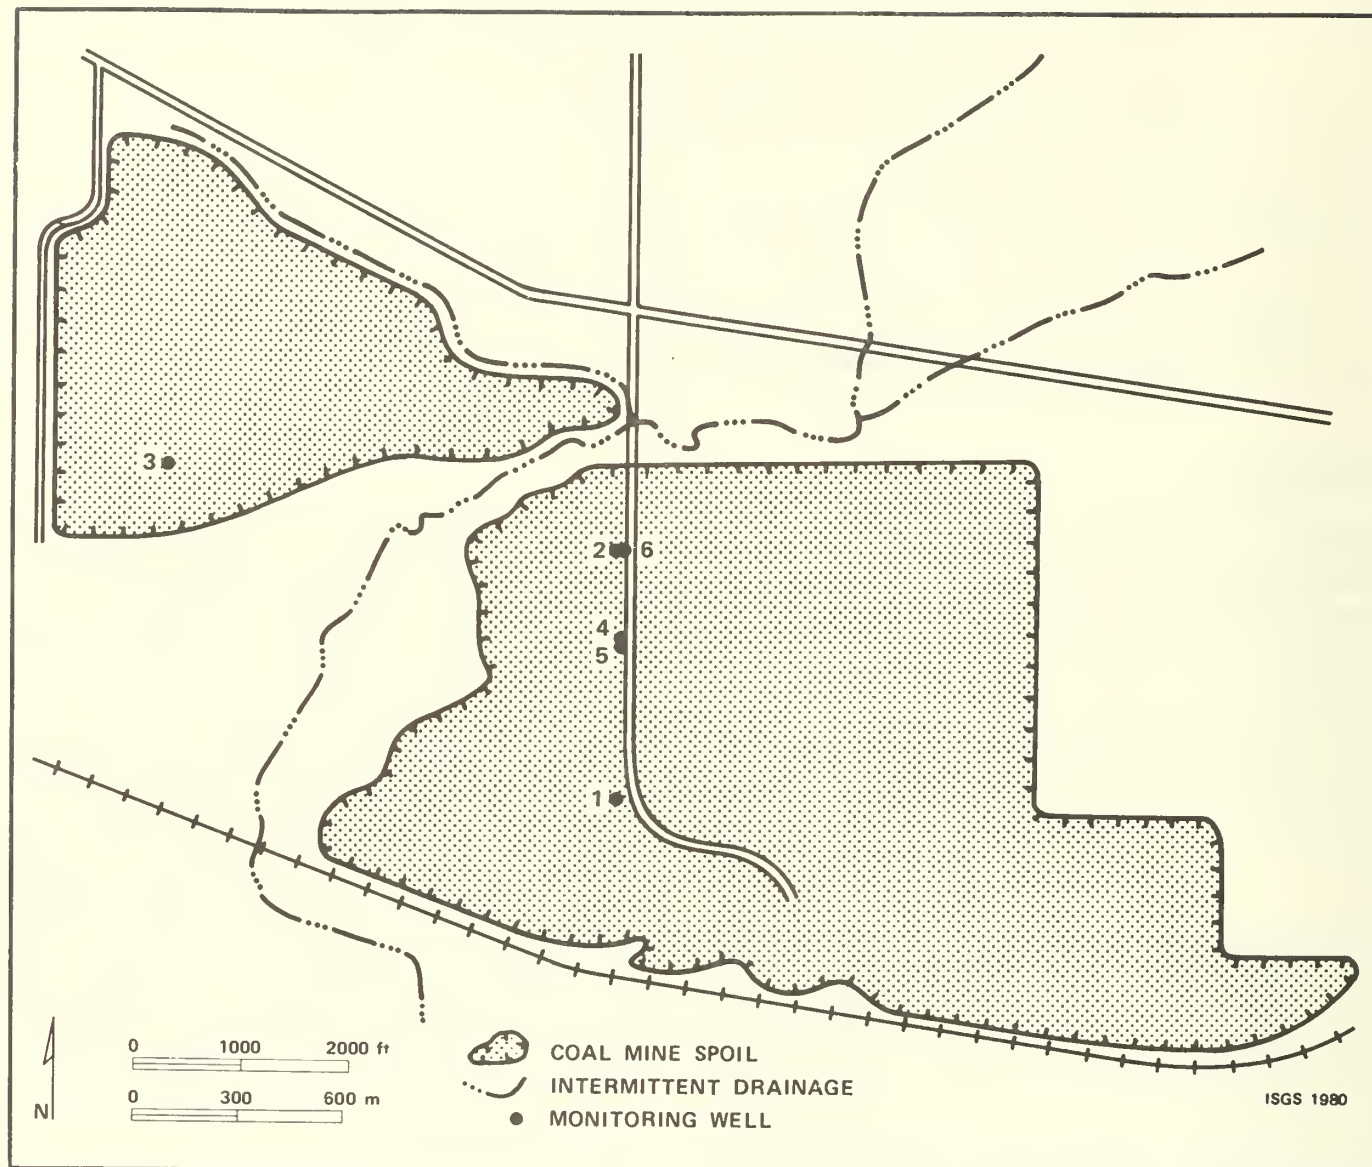 3
2 6
4
5
1
0 1000 2000 ft
0 300 600 m
N
COAL MINE SPOIL
INTERMITTENT DRAINAGE
MONITORING WELL
ISGS 1980